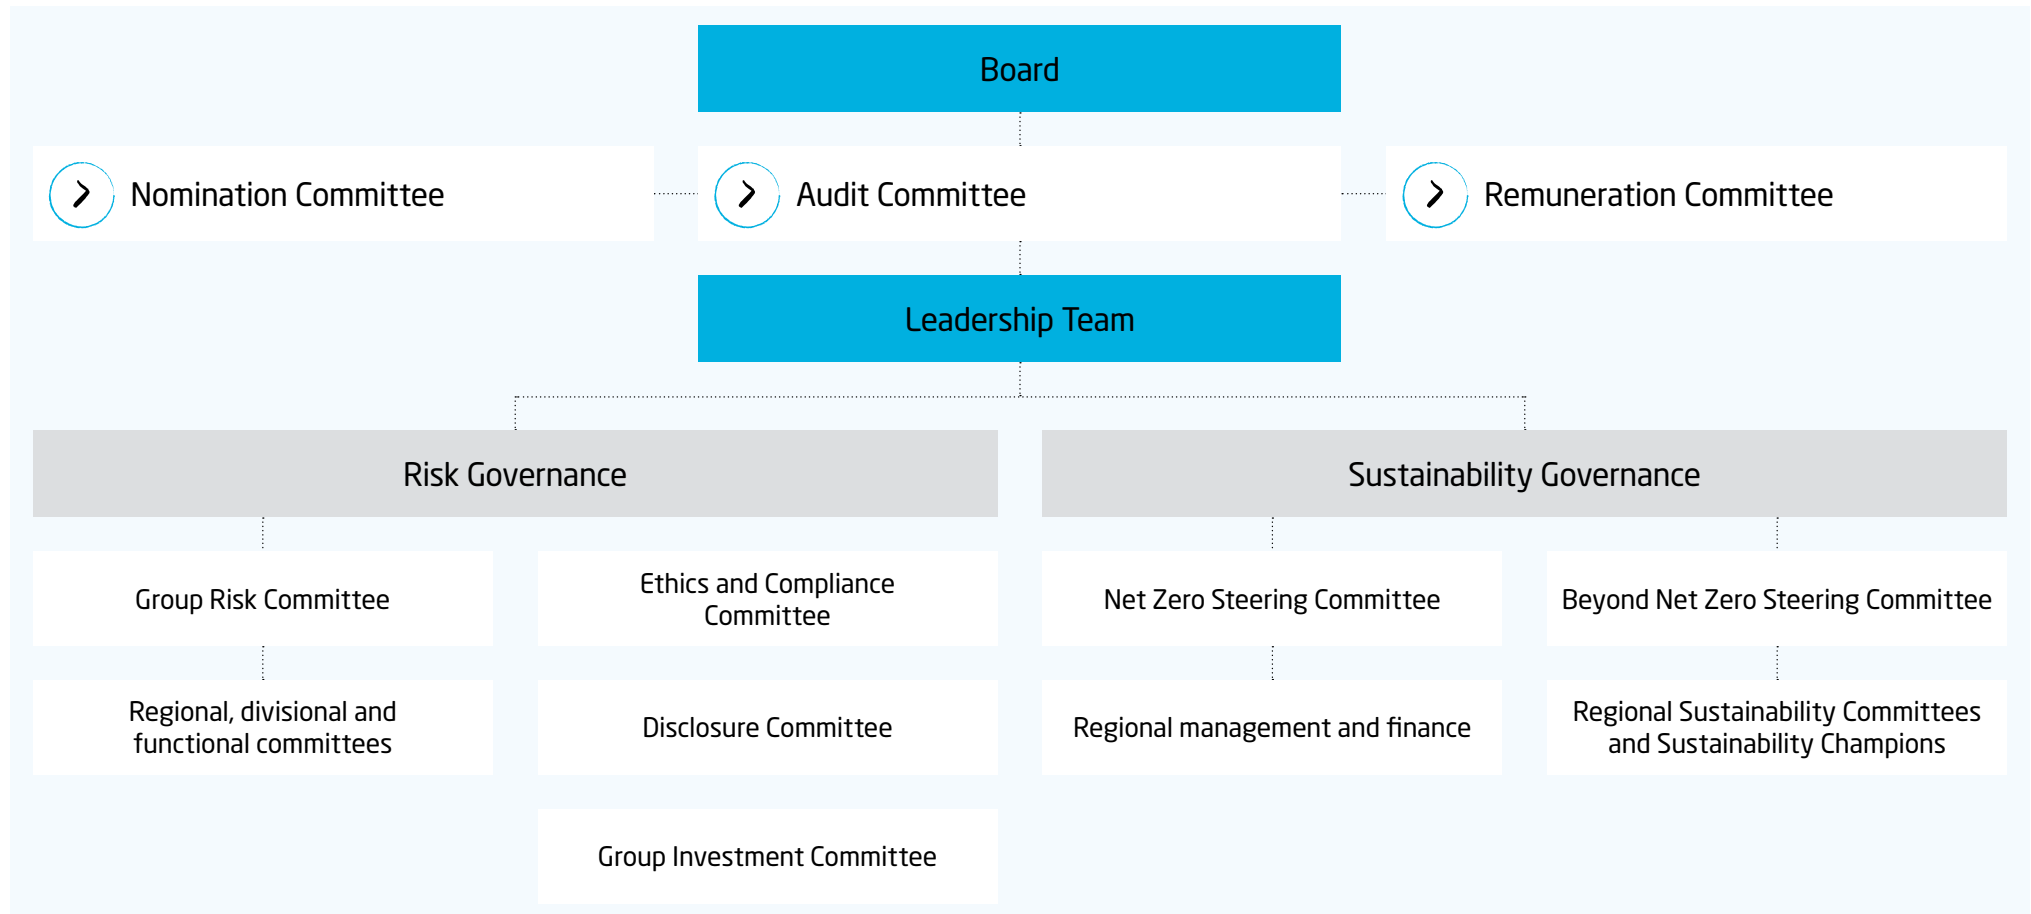 Board
Nomination Committee
Audit Committee
Remuneration Committee
Leadership Team
Risk Governance
Sustainability Governance
Group Risk Committee
Ethics and Compliance
Committee
Net Zero Steering Committee
Beyond Net Zero Steering Committee
Regional, divisional and
functional committees
Disclosure Committee
Regional management and finance
Regional Sustainability Committees
and Sustainability Champions
Group Investment Committee